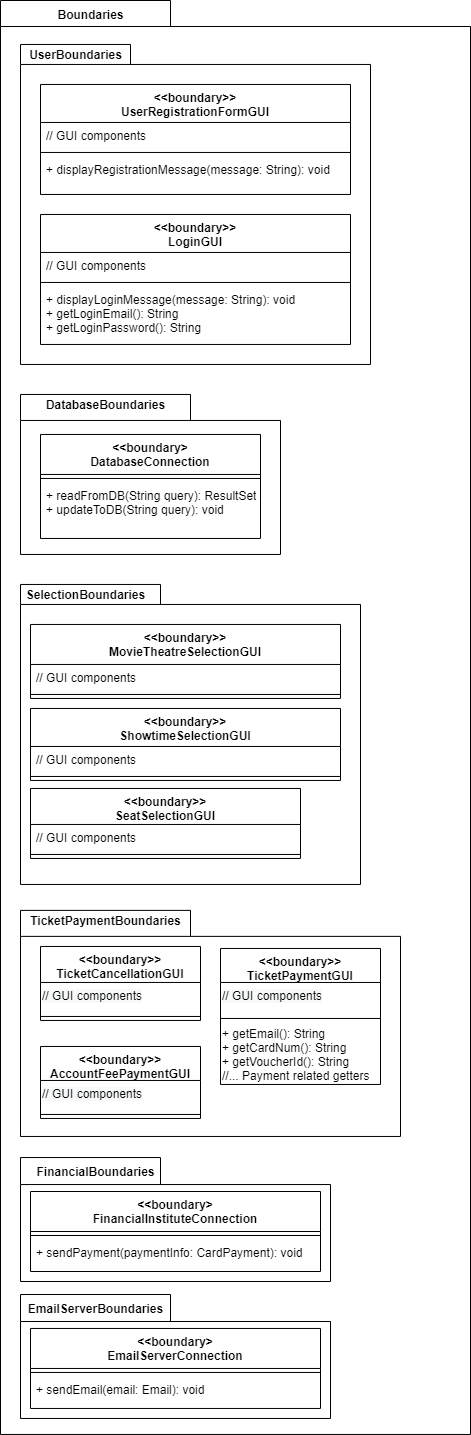 Boundaries
UserBoundaries
<<boundary>>
UserRegistrationFormGUI
// GUI components
+ displayRegistrationMessage(message: String): void
<<boundary>>
LoginGUI
// GUI components
+ displayLoginMessage(message: String): void
+ getLoginEmail(): String
+ getLoginPassword(): String
DatabaseBoundaries
<<boundary>
DatabaseConnection
+ readFromDB(String query): ResultSet
+ updateToDB(String query): void
SelectionBoundaries
<<boundary>>
MovieTheatreSelectionGUI
// GUI components
<<boundary>>
ShowtimeSelectionGUI
// GUI components
<<boundary>>
SeatSelectionGUI
// GUI components
TicketPaymentBoundaries
<<boundary>>
TicketCancellationGUI
// GUI components
<<boundary>>
TicketPaymentGUI
// GUI components
+ getEmail(): String
+ getCardNum(): String
+ getVoucherId(): String
//... Payment related getters
<<boundary>>
AccountFeePaymentGUI
// GUI components
FinancialBoundaries
<<boundary>
FinancialInstituteConnection
+ sendPayment(paymentInfo: CardPayment): void
EmailServerBoundaries
<<boundary>
EmailServerConnection
+ sendEmail(email: Email): void